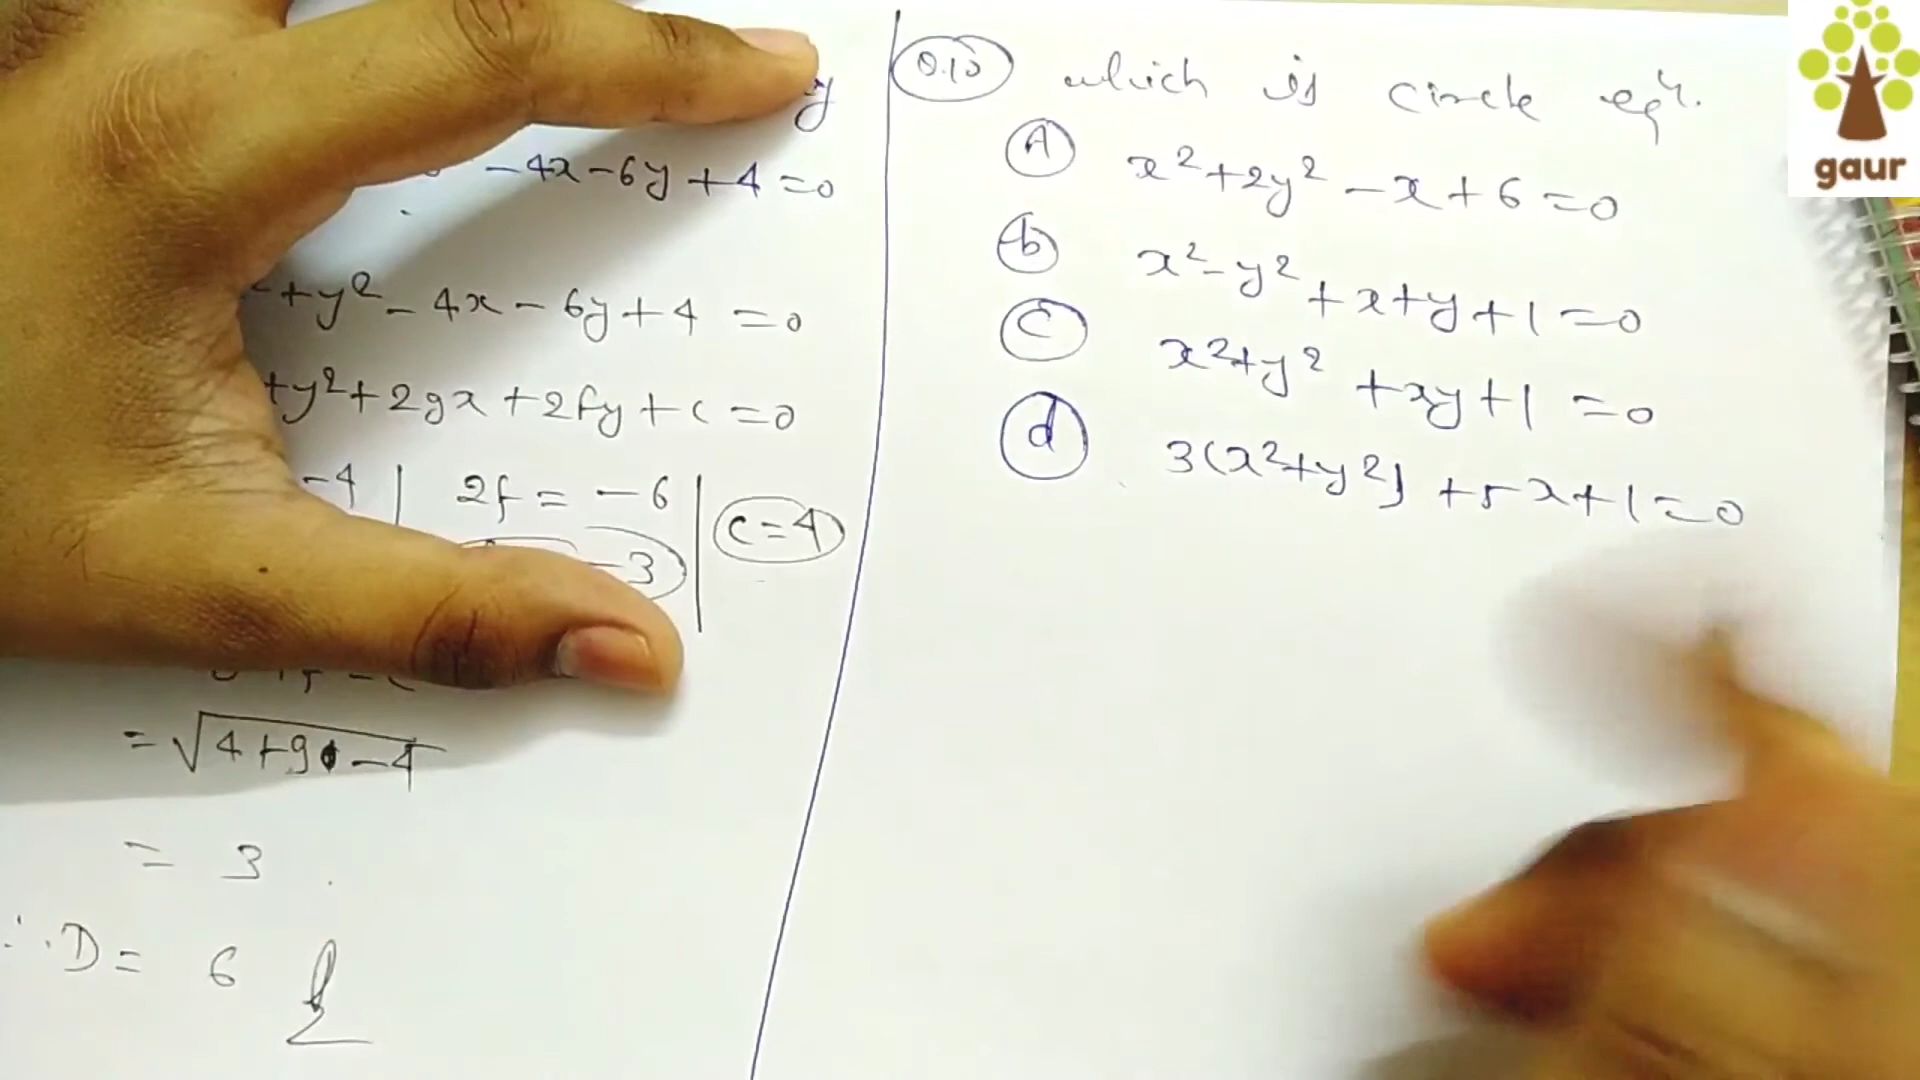 y
-4x-6y+4=0
+y²-4x-6y+4=0
+y²+2gx+2fy+c=0
-4 | 2f=-6 | c=4
-3
=√4+9-4
= 3
∴D= 6
Q.10 which is circle eqn.
A x²+2y²-x+6=0
b x²-y²+x+y+1=0
C x²+y²+xy+1=0
d 3(x²+y²)+5x+1=0
gaur